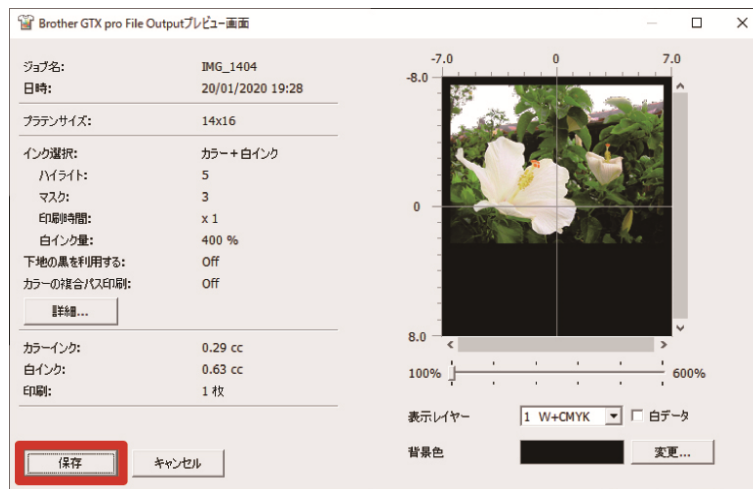 Brother GTX pro File Outputプレビュー画面
ジョブ名: IMG_1404
日時: 20/01/2020 19:28
プラテンサイズ: 14x16
インク選択: カラー+白インク
ハイライト: 5
マスク: 3
印刷時間: x 1
白インク量: 400 %
下地の黒を利用する: Off
カラーの複合パス印刷: Off
詳細...
カラーインク: 0.29 cc
白インク: 0.63 cc
印刷: 1 枚
保存 キャンセル
-7.0 0 7.0
-8.0
0
8.0
100% 600%
表示レイヤー 1 W+CMYK 白データ
背景色 変更...